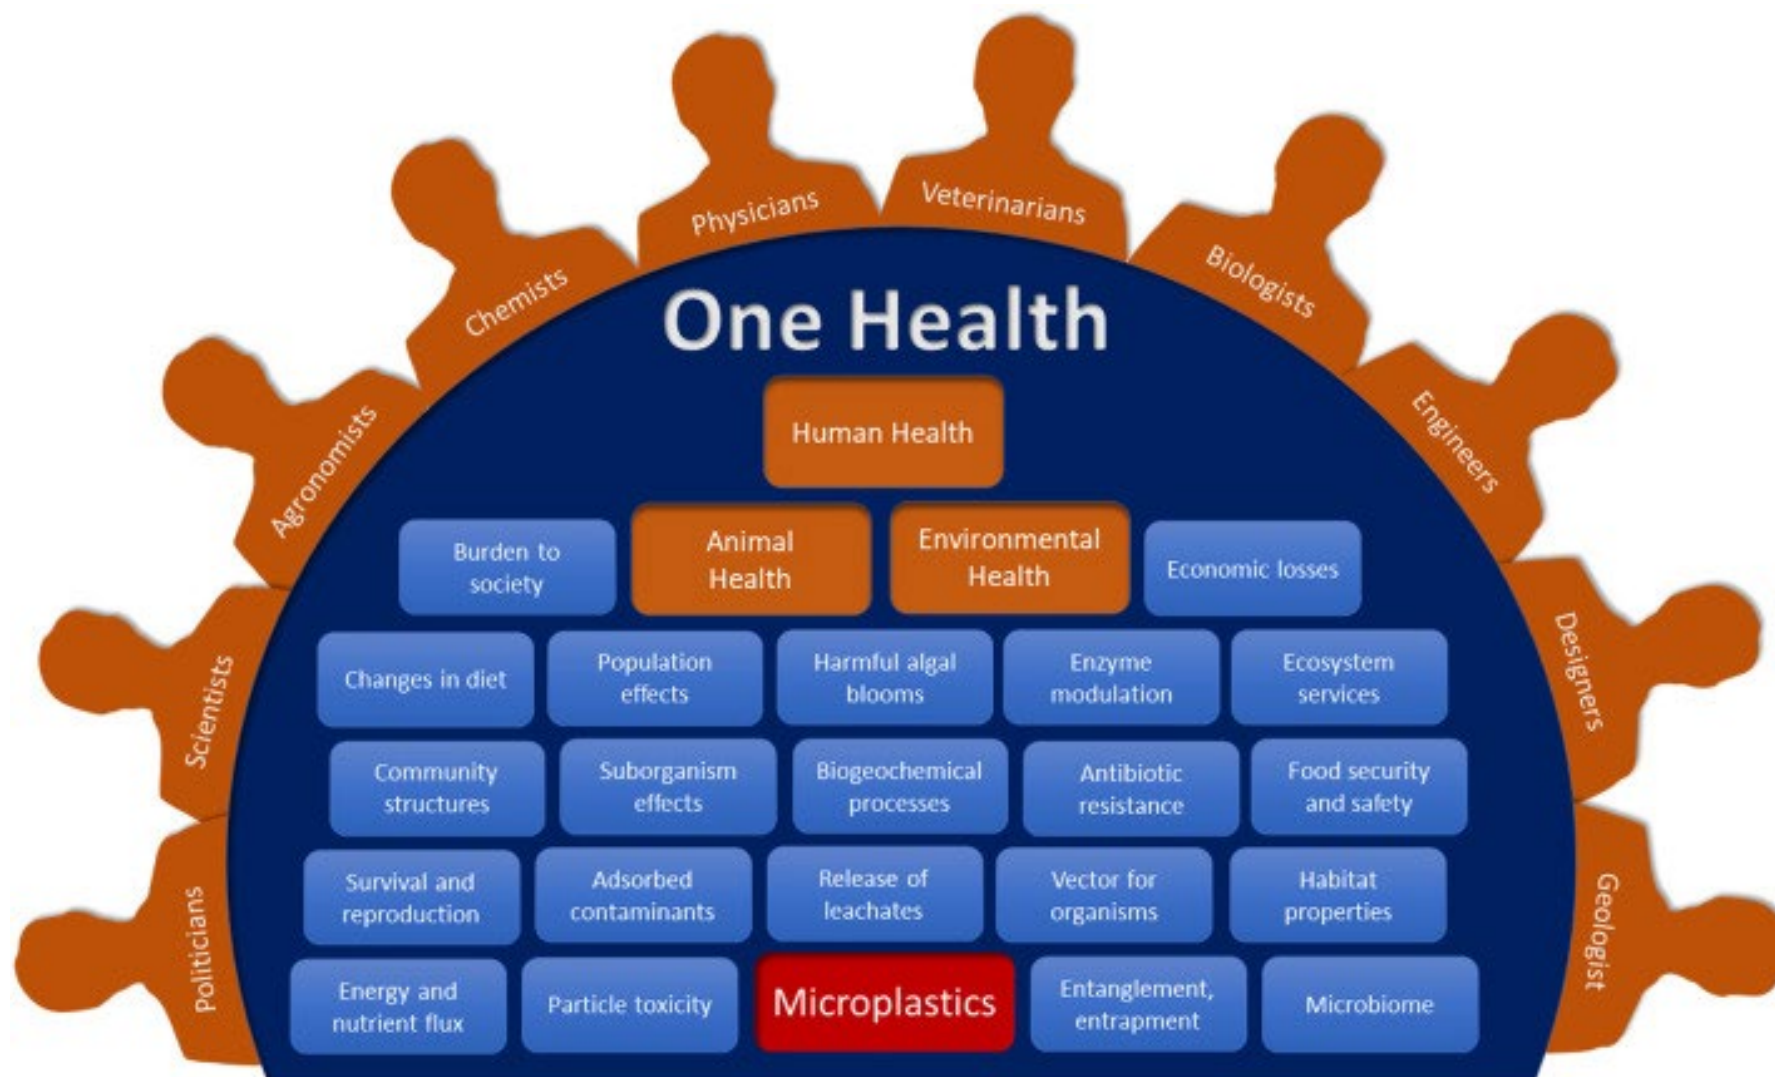 Physicians
Veterinarians
Chemists
Biologists
Agronomists
Engineers
Scientists
Designers
Politicians
Geologist
One Health
Human Health
Burden to
society
Animal
Health
Environmental
Health
Economic losses
Changes in diet
Population
effects
Harmful algal
blooms
Enzyme
modulation
Ecosystem
services
Community
structures
Suborganism
effects
Biogeochemical
processes
Antibiotic
resistance
Food security
and safety
Survival and
reproduction
Adsorbed
contaminants
Release of
leachates
Vector for
organisms
Habitat
properties
Energy and
nutrient flux
Particle toxicity
Microplastics
Entanglement,
entrapment
Microbiome